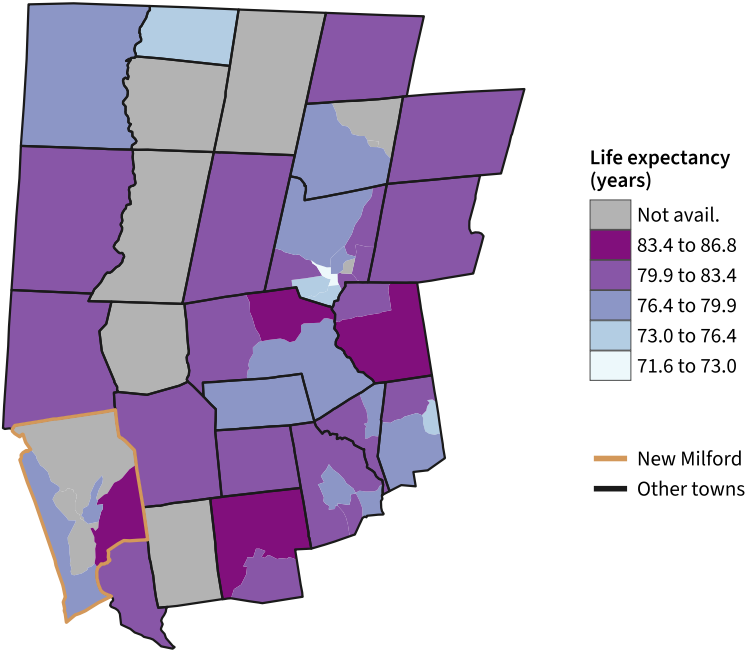 Life expectancy
(years)
Not avail.
83.4 to 86.8
79.9 to 83.4
76.4 to 79.9
73.0 to 76.4
71.6 to 73.0
New Milford
Other towns